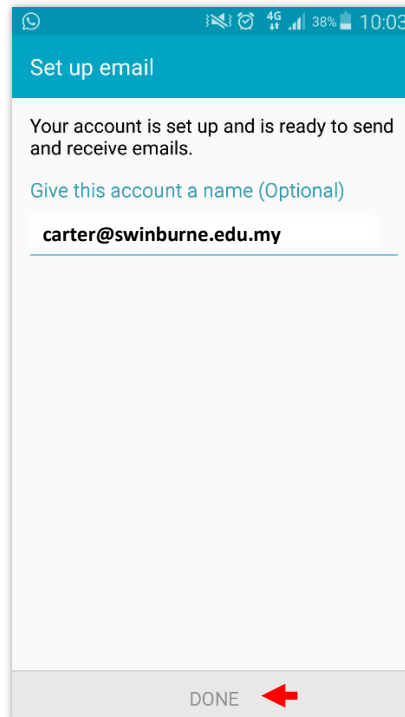 4G 38% 10:03
Set up email
Your account is set up and is ready to send
and receive emails.
Give this account a name (Optional)
carter@swinburne.edu.my
DONE